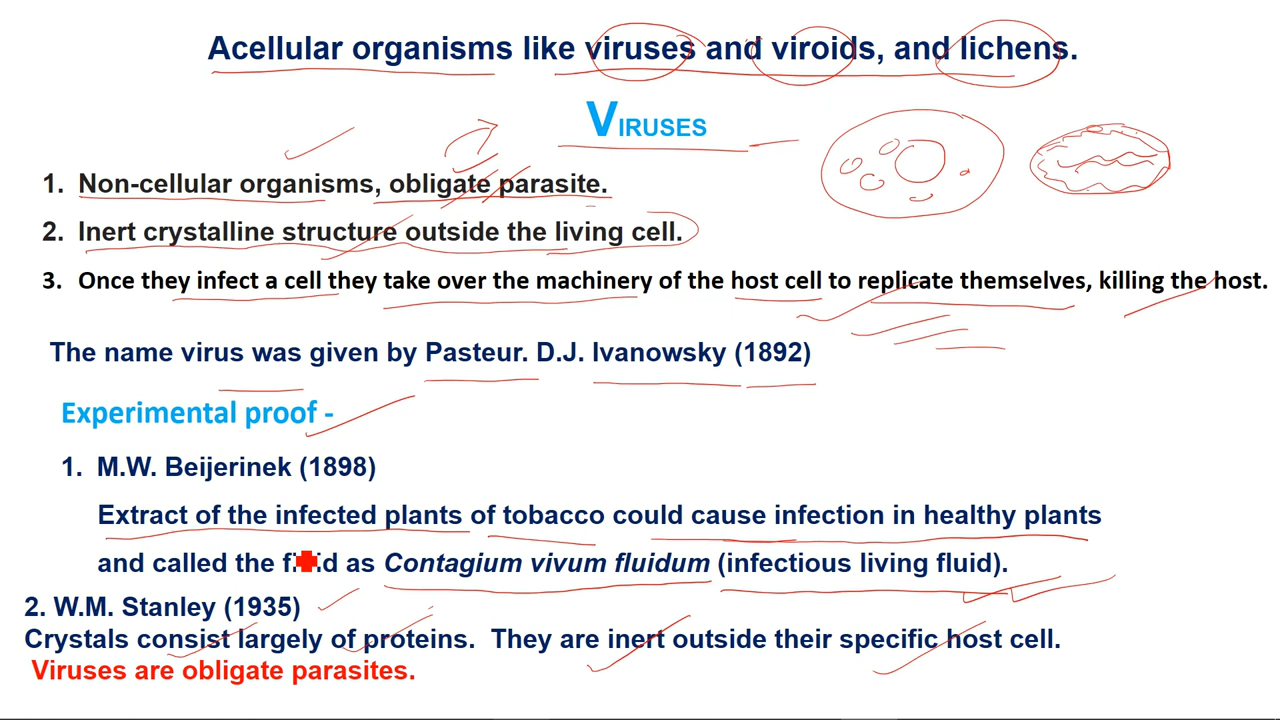 Acellular organisms like viruses and viroids, and lichens.
VIRUSES
1. Non-cellular organisms, obligate parasite.
2. Inert crystalline structure outside the living cell.
3. Once they infect a cell they take over the machinery of the host cell to replicate themselves, killing the host.
The name virus was given by Pasteur. D.J. Ivanowsky (1892)
Experimental proof -
1. M.W. Beijerinek (1898)
Extract of the infected plants of tobacco could cause infection in healthy plants
and called the fluid as Contagium vivum fluidum (infectious living fluid).
2. W.M. Stanley (1935)
Crystals consist largely of proteins. They are inert outside their specific host cell.
Viruses are obligate parasites.